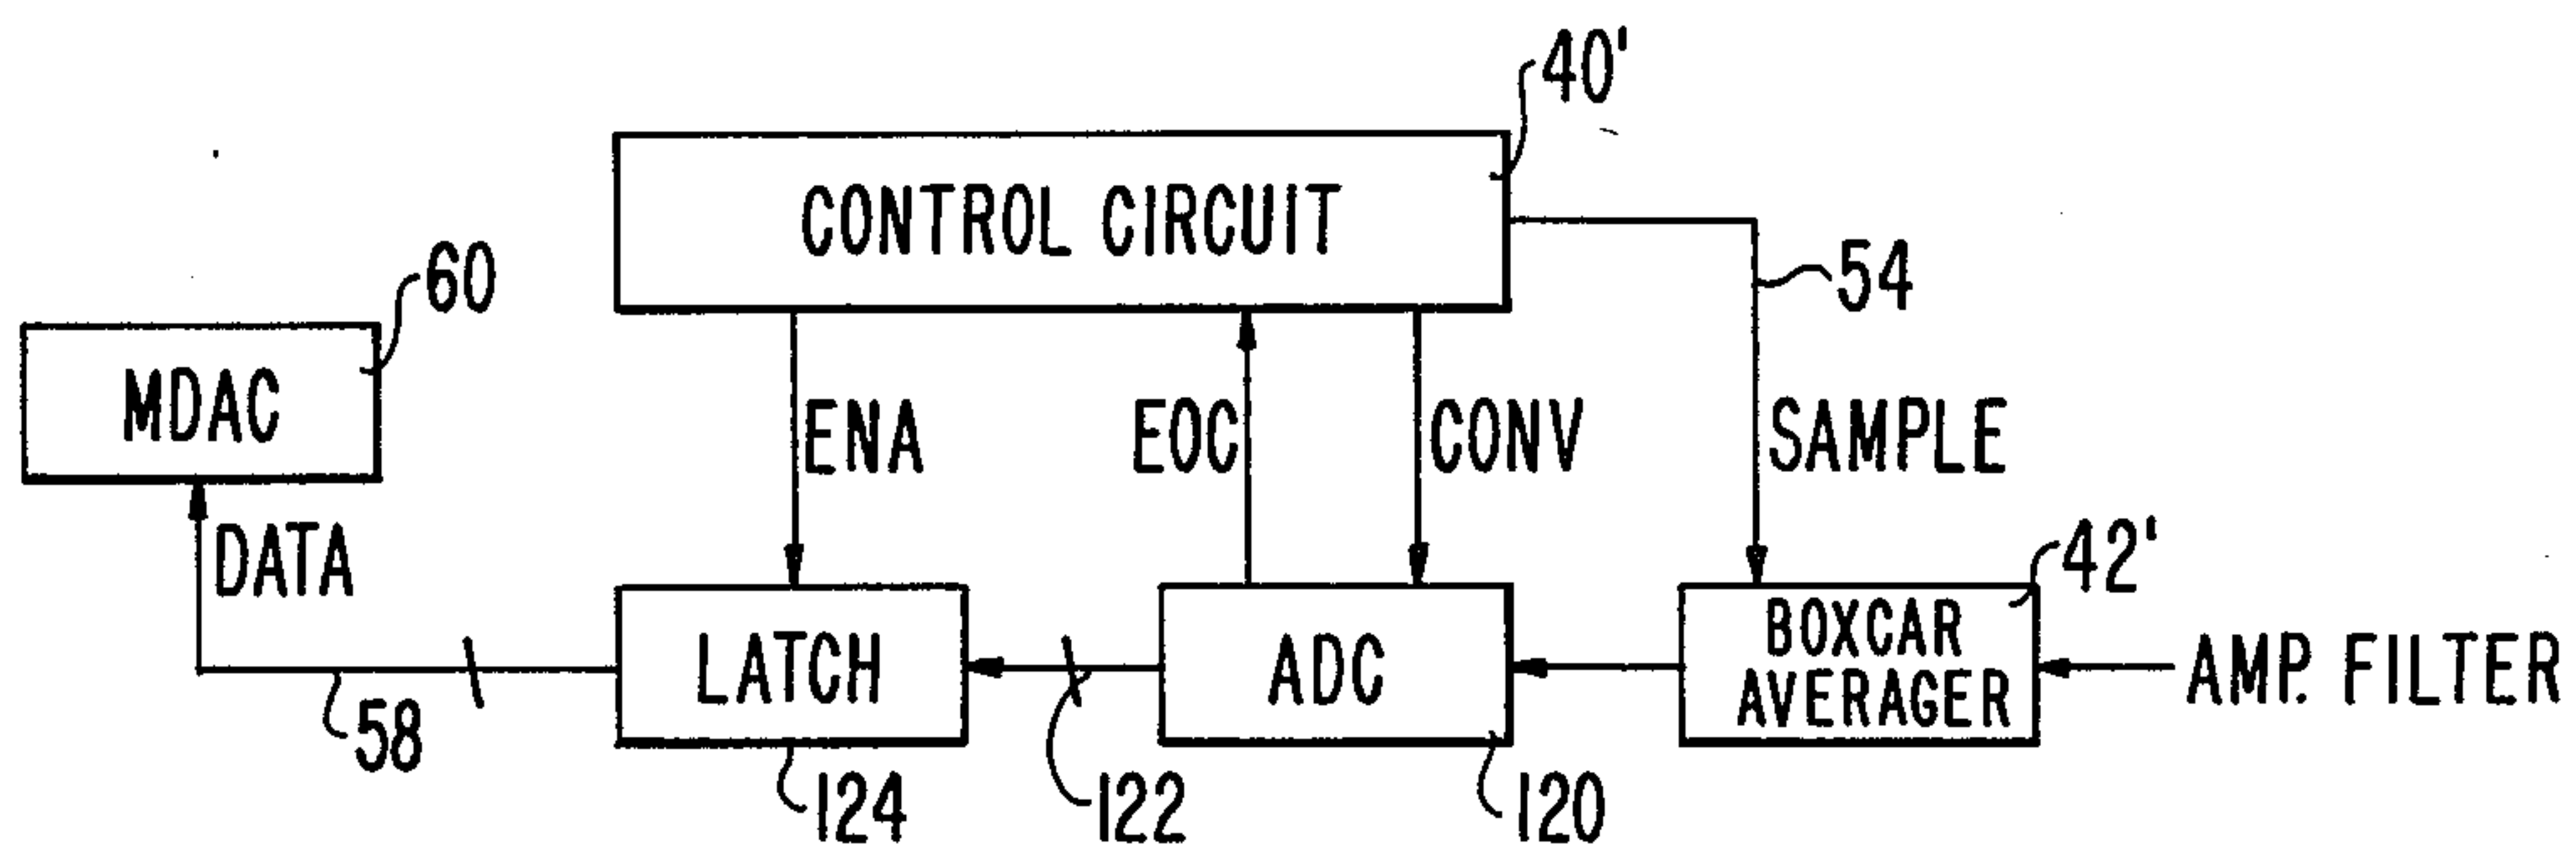 40'
CONTROL CIRCUIT
60
54
MDAC
ENA
EOC
CONV
SAMPLE
DATA
42'
LATCH
ADC
BOXCAR
AVERAGER
AMP. FILTER
58
124
122
120